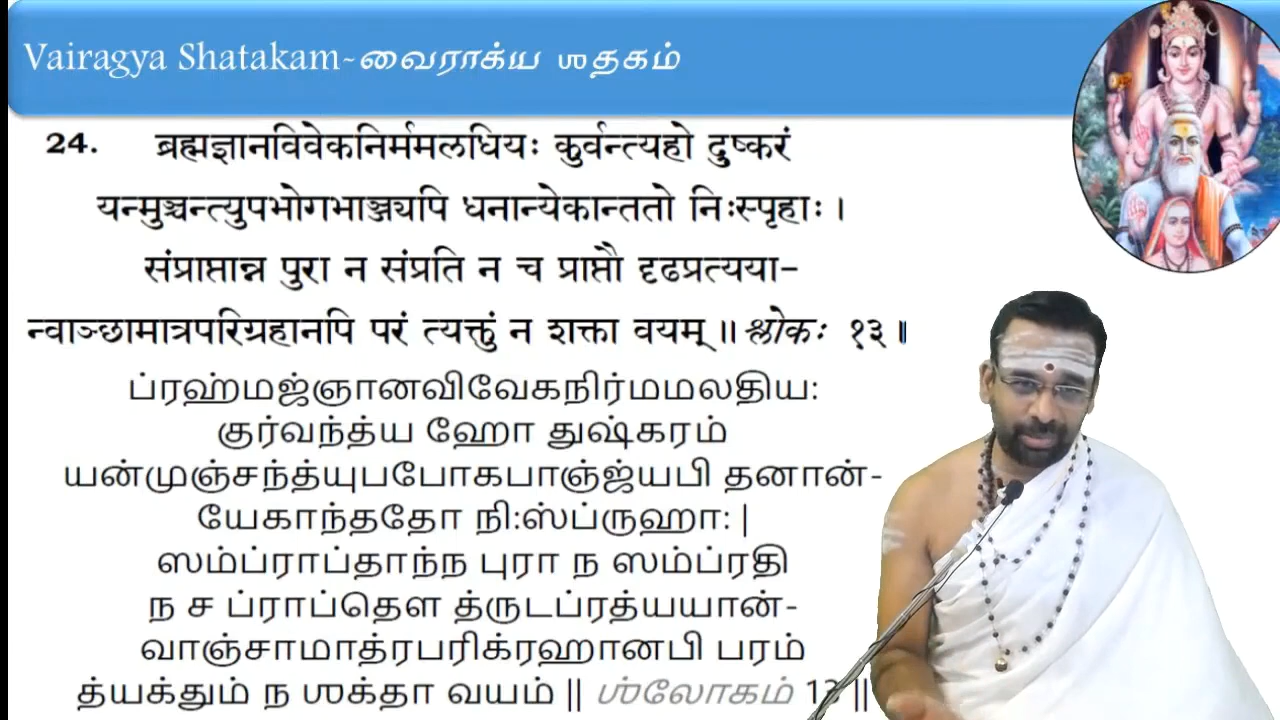 Vairagya Shatakam-வைராக்ய ஶதகம்
24. ब्रह्मज्ञानविवेकनिर्ममलधियः कुर्वन्त्यहो दुष्करं
यन्मुञ्चन्त्युपभोगभाञ्ज्यपि धनान्येकान्ततो निःस्पृहाः ।
संप्राप्तान्न पुरा न संप्रति न च प्राप्तौ दृढप्रत्यया-
न्वाञ्छामात्रपरिग्रहानपि परं त्यक्तुं न शक्ता वयम् ॥ श्लोकः १३ ।
ப்ரஹ்மஜ்ஞானவிவேகநிர்மமலதிய:
குர்வந்த்ய ஹோ துஷ்கரம்
யன்முஞ்சந்த்யுபபோகபாஞ்ஜ்யபி தனான்-
யேகாந்ததோ நி:ஸ்ப்ருஹா: |
ஸம்ப்ராப்தாந்ந புரா ந ஸம்ப்ரதி
ந ச ப்ராப்தௌ த்ருடப்ரத்யயான்-
வாஞ்சாமாத்ரபரிக்ரஹானபி பரம்
த்யக்தும் ந ஶக்தா வயம் || ஶ்லோகம் 13 ||